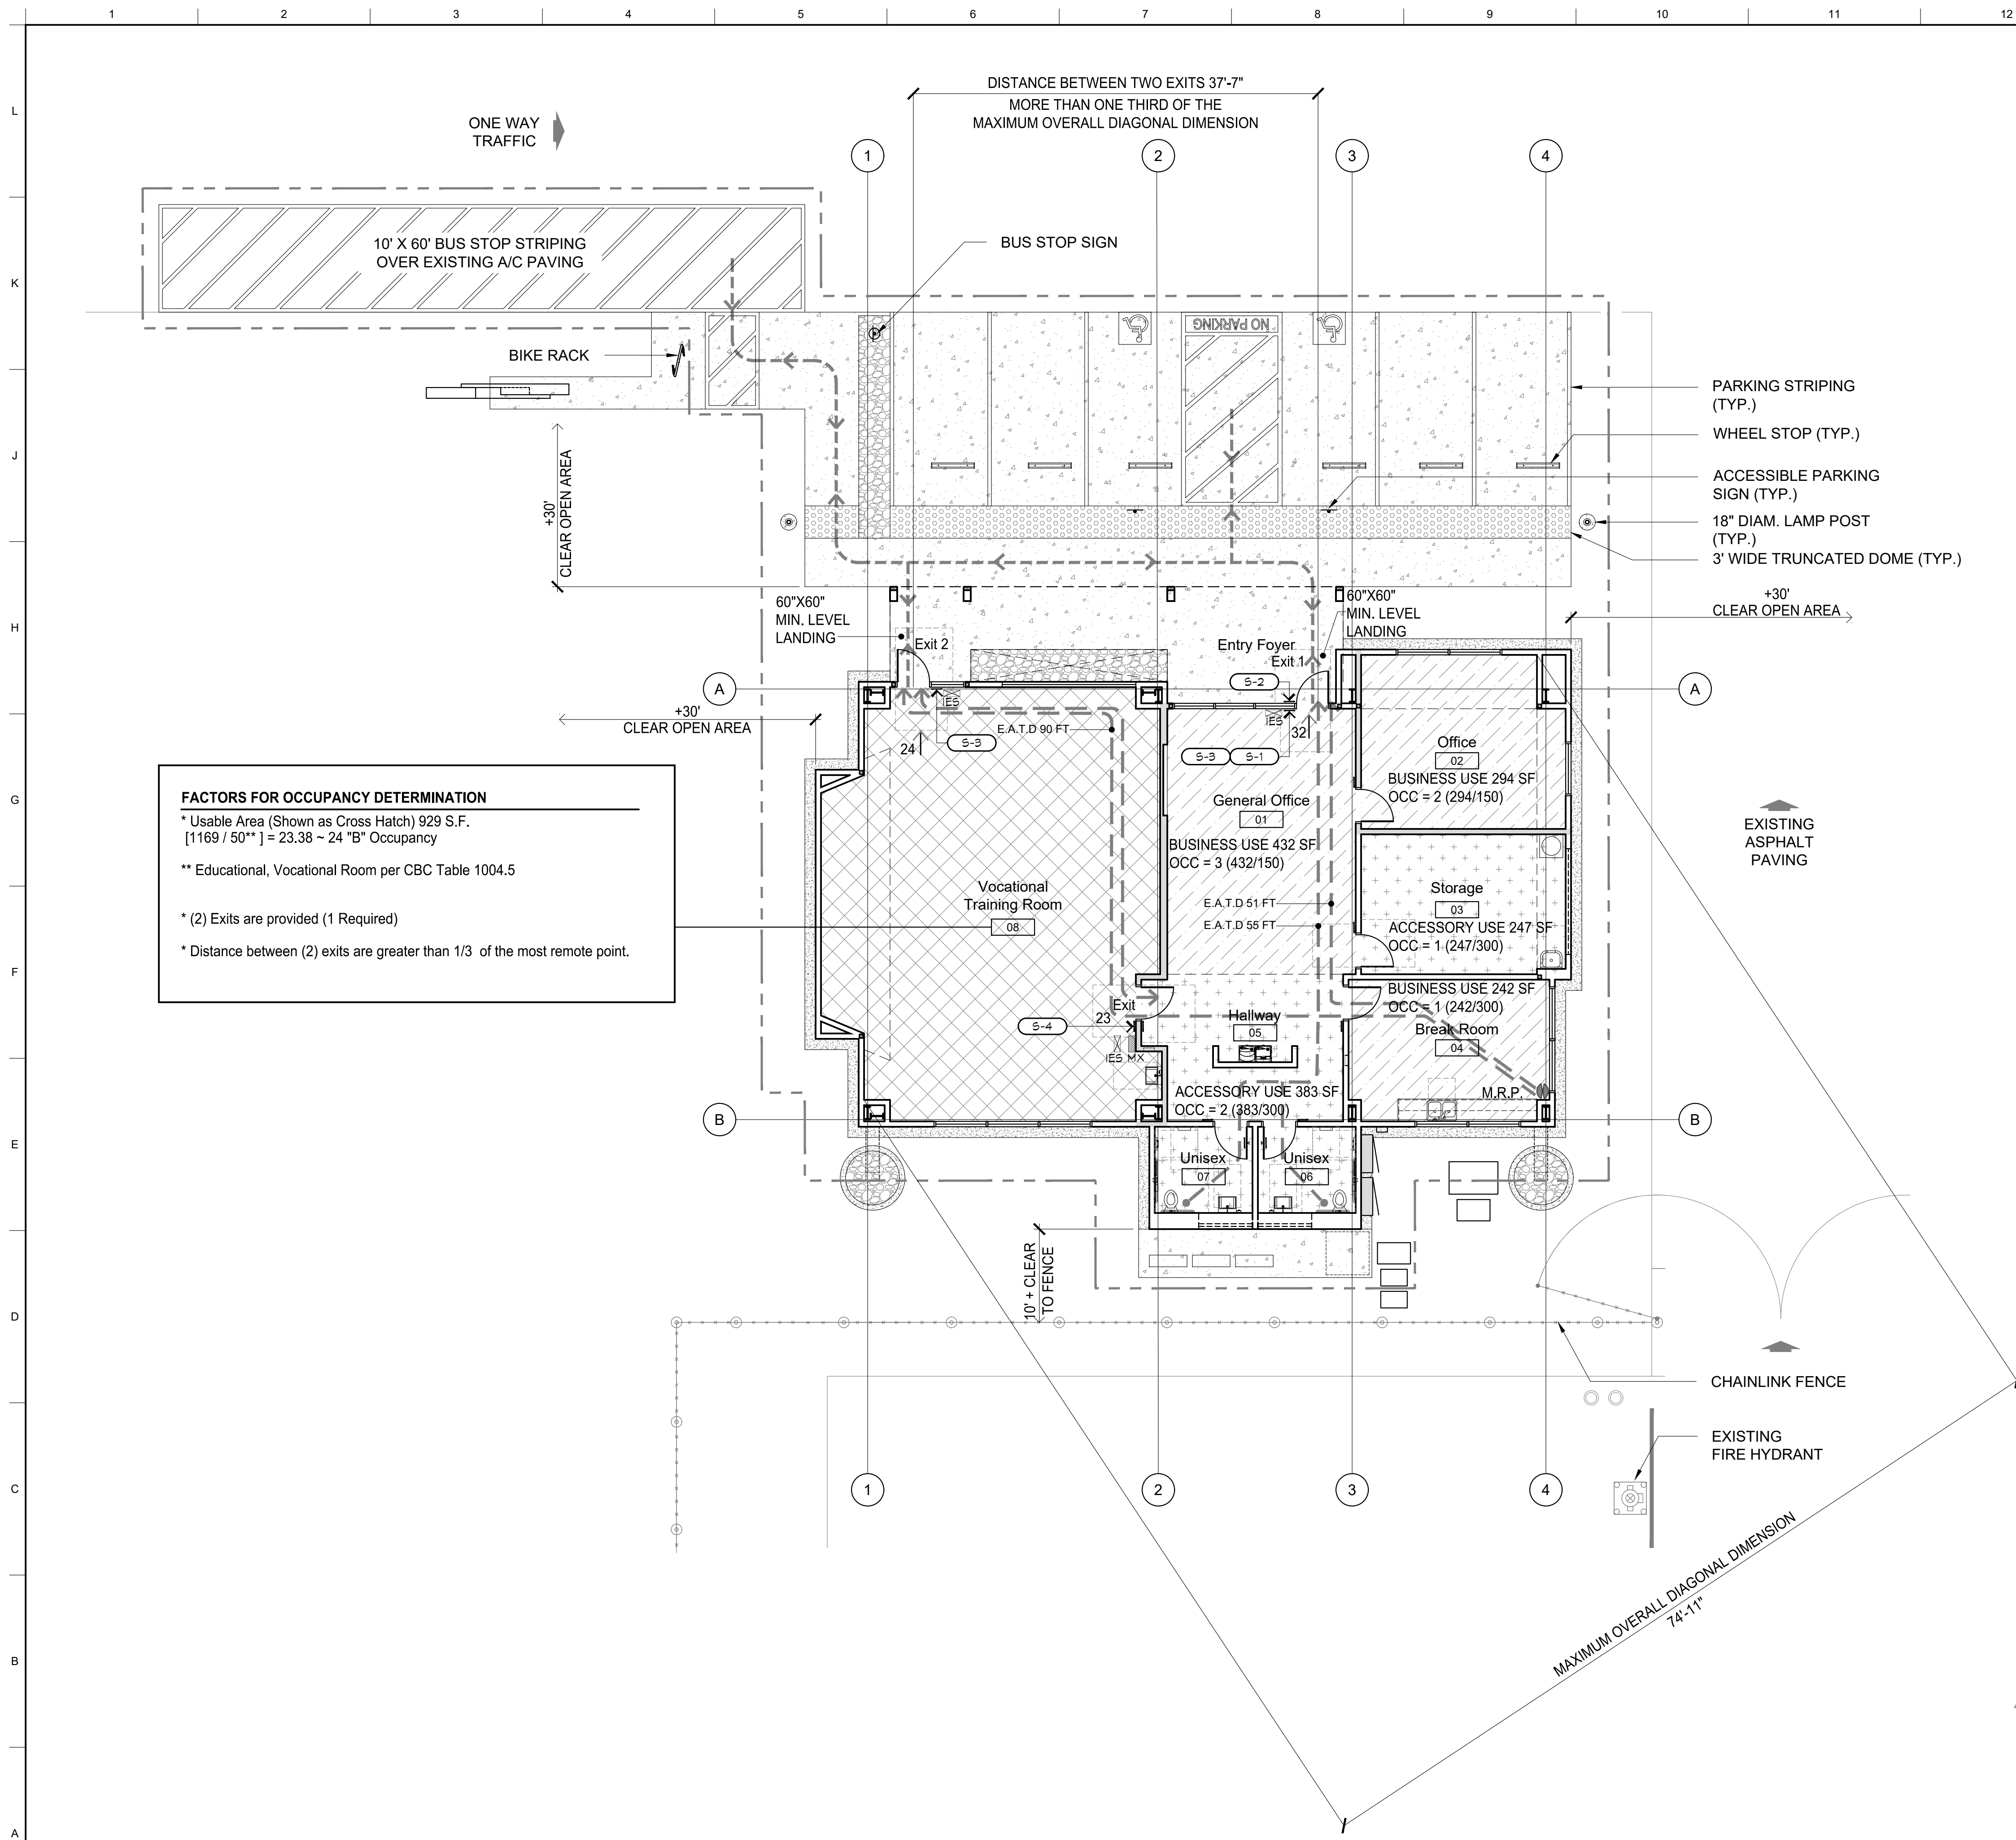 1 2 3 4 5 6 7 8 9 10 11 12
L
K
J
H
G
F
E
D
C
B
A
DISTANCE BETWEEN TWO EXITS 37'-7"
MORE THAN ONE THIRD OF THE
MAXIMUM OVERALL DIAGONAL DIMENSION
ONE WAY
TRAFFIC
1
2
3
4
10' X 60' BUS STOP STRIPING
OVER EXISTING A/C PAVING
BUS STOP SIGN
NO PARKING
BIKE RACK
PARKING STRIPING
(TYP.)
WHEEL STOP (TYP.)
ACCESSIBLE PARKING
SIGN (TYP.)
18" DIAM. LAMP POST
(TYP.)
3' WIDE TRUNCATED DOME (TYP.)
+30'
CLEAR OPEN AREA
+30'
CLEAR OPEN AREA
60"X60"
MIN. LEVEL
LANDING
60"X60"
MIN. LEVEL
LANDING
Exit 2
Entry Foyer
Exit 1
S-2
A
A
IES
IES
+30'
CLEAR OPEN AREA
E.A.T.D 90 FT
24
S-3
32
S-3
S-1
Office
02
BUSINESS USE 294 SF
OCC = 2 (294/150)
General Office
01
BUSINESS USE 432 SF
OCC = 3 (432/150)
EXISTING
ASPHALT
PAVING
FACTORS FOR OCCUPANCY DETERMINATION
* Usable Area (Shown as Cross Hatch) 929 S.F.
[1169 / 50** ] = 23.38 ~ 24 "B" Occupancy
** Educational, Vocational Room per CBC Table 1004.5
* (2) Exits are provided (1 Required)
* Distance between (2) exits are greater than 1/3 of the most remote point.
Vocational
Training Room
08
Storage
03
ACCESSORY USE 247 SF
OCC = 1 (247/300)
E.A.T.D 51 FT
E.A.T.D 55 FT
BUSINESS USE 242 SF
OCC = 1 (242/300)
Break Room
04
Exit
23
S-4
Hallway
05
IES MX
ACCESSORY USE 383 SF
OCC = 2 (383/300)
M.R.P.
B
B
Unisex
07
Unisex
06
10' + CLEAR
TO FENCE
CHAINLINK FENCE
EXISTING
FIRE HYDRANT
1
2
3
4
MAXIMUM OVERALL DIAGONAL DIMENSION
74'-11"